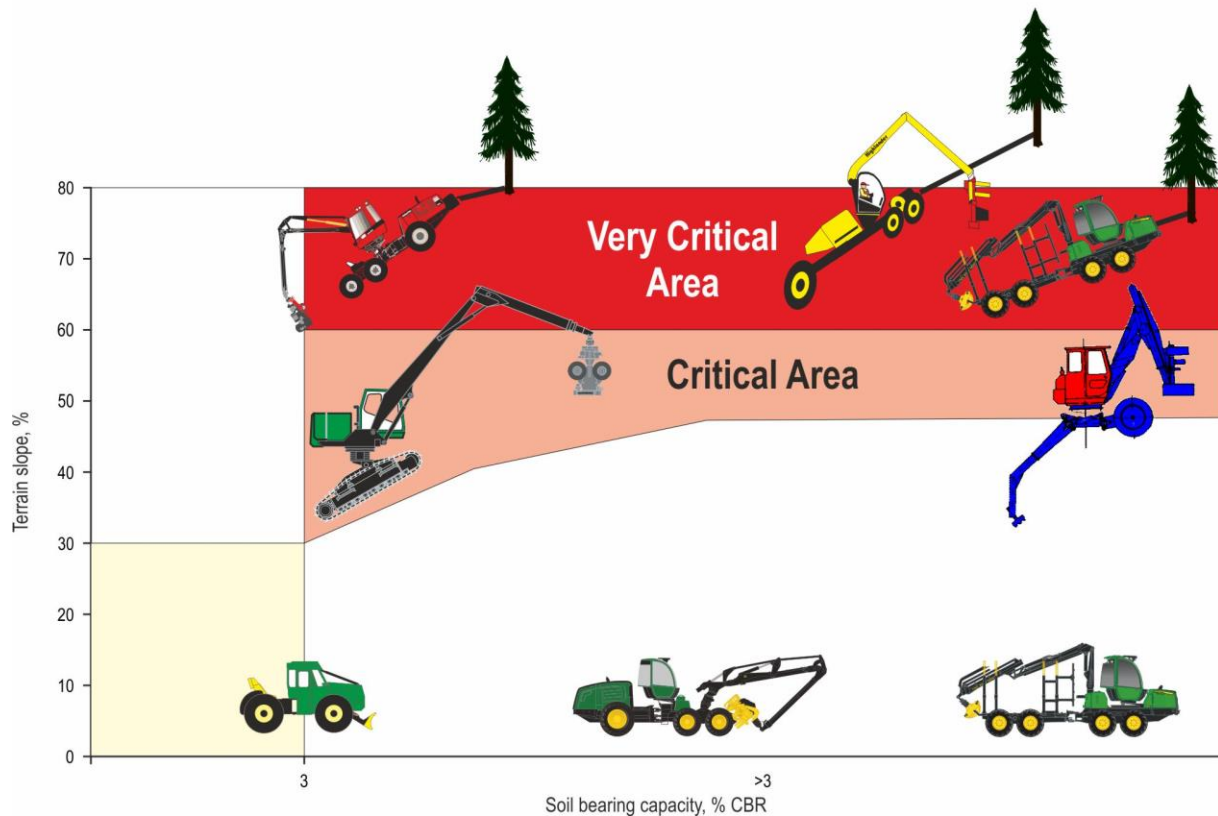 80
70
60
50
40
30
20
10
0
Terrain slope, %
Very Critical
Area
Critical Area
Highlander
3
>3
Soil bearing capacity, % CBR